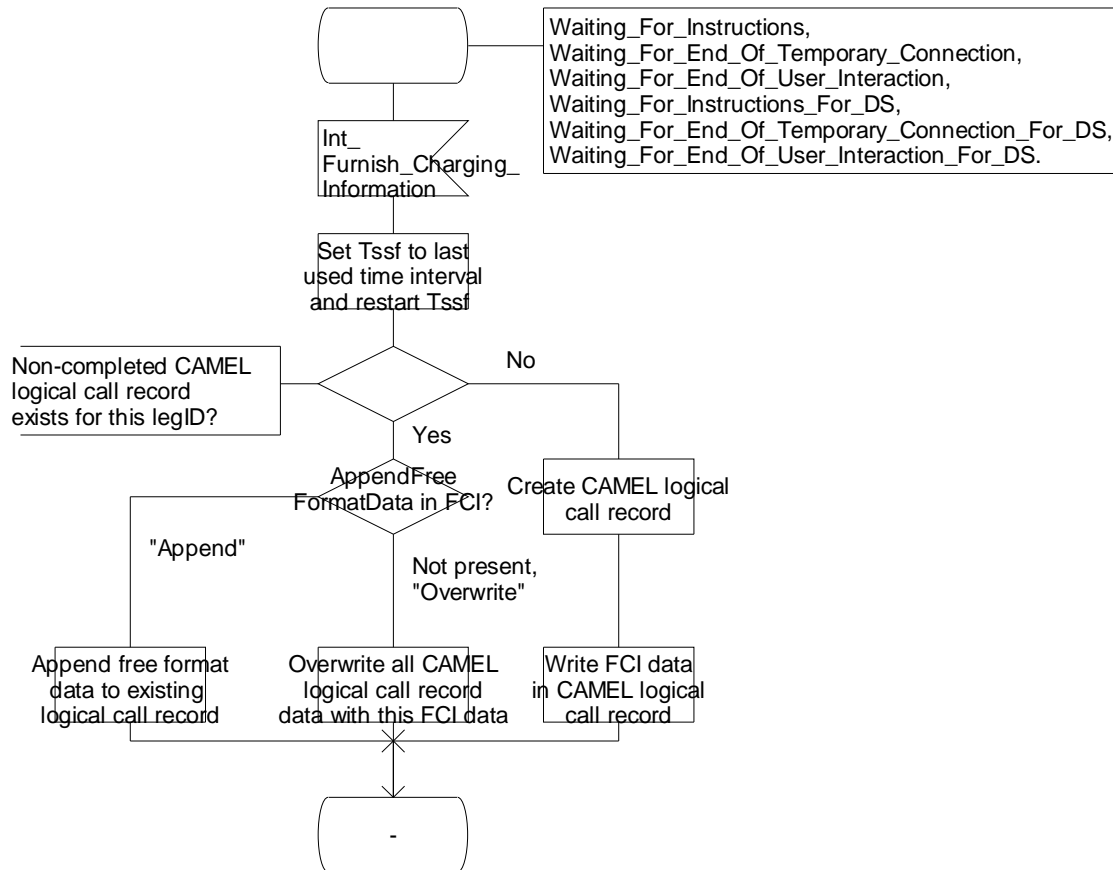 Waiting_For_Instructions,
Waiting_For_End_Of_Temporary_Connection,
Waiting_For_End_Of_User_Interaction,
Waiting_For_Instructions_For_DS,
Waiting_For_End_Of_Temporary_Connection_For_DS,
Waiting_For_End_Of_User_Interaction_For_DS.
Int_
Furnish_Charging_
Information
Set Tssf to last
used time interval
and restart Tssf
Non-completed CAMEL
logical call record
exists for this legID?
No
Yes
AppendFree
FormatData in FCI?
Create CAMEL logical
call record
"Append"
Not present,
"Overwrite"
Append free format
data to existing
logical call record
Overwrite all CAMEL
logical call record
data with this FCI data
Write FCI data
in CAMEL logical
call record
-